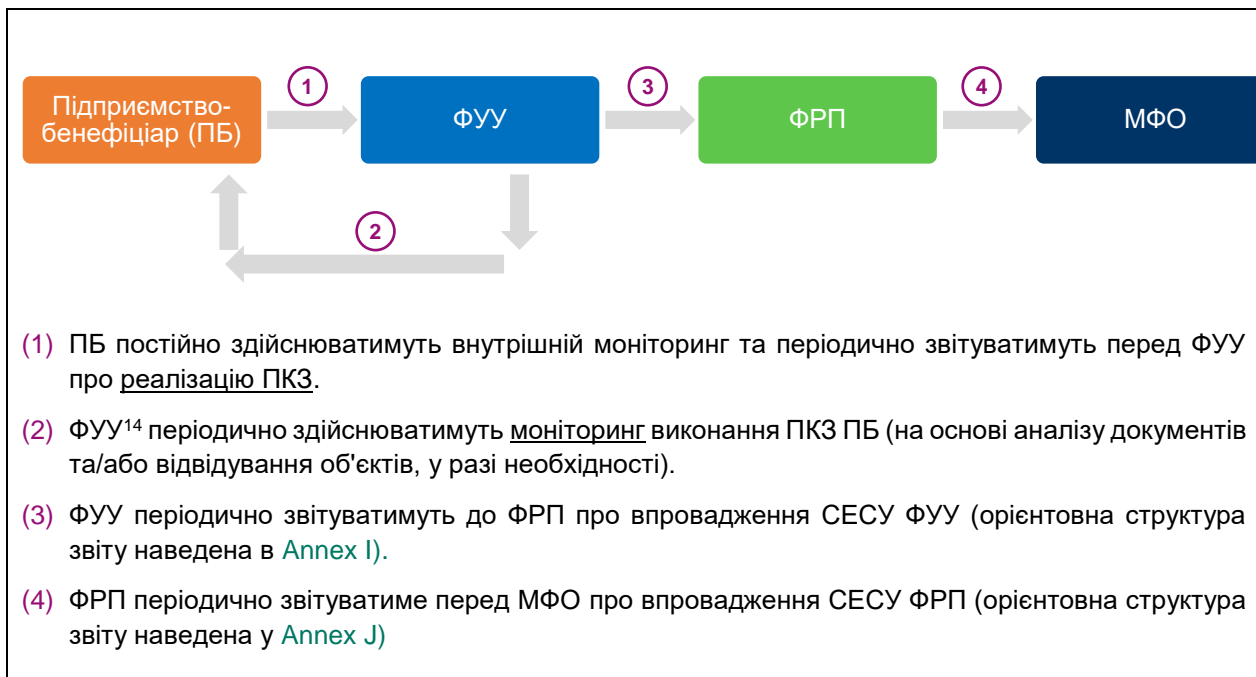 1
3
4
Підприємство-
бенефіціар (ПБ)
ФУУ
ФРП
МФО
2
(1) ПБ постійно здійснюватимуть внутрішній моніторинг та періодично звітуватимуть перед ФУУ
про реалізацію ПКЗ.
(2) ФУУ14 періодично здійснюватимуть моніторинг виконання ПКЗ ПБ (на основі аналізу документів
та/або відвідування об'єктів, у разі необхідності).
(3) ФУУ періодично звітуватимуть до ФРП про впровадження СЕСУ ФУУ (орієнтовна структура
звіту наведена в Annex I).
(4) ФРП періодично звітуватиме перед МФО про впровадження СЕСУ ФРП (орієнтовна структура
звіту наведена у Annex J)